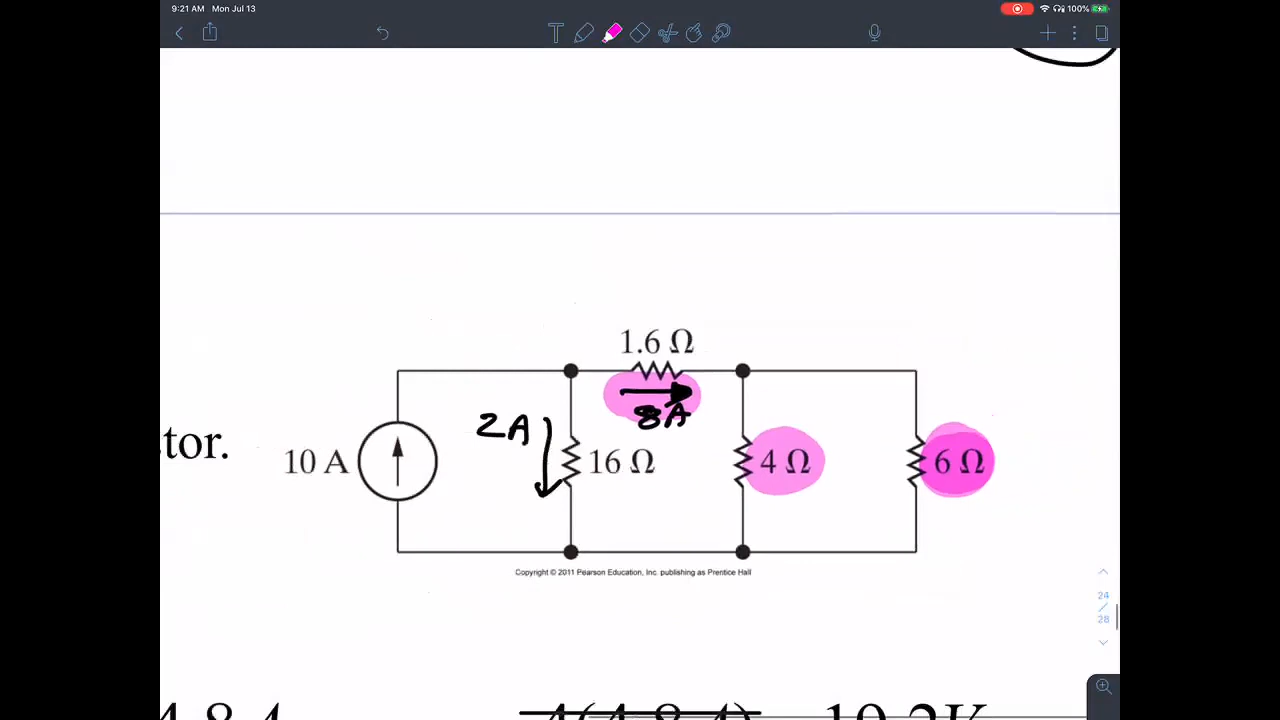 9:21 AM Mon Jul 13
100%
T
1.6 Ω
8A
2A
tor.
10 A
16 Ω
4 Ω
6 Ω
Copyright © 2011 Pearson Education, Inc. publishing as Prentice Hall
24
/
28